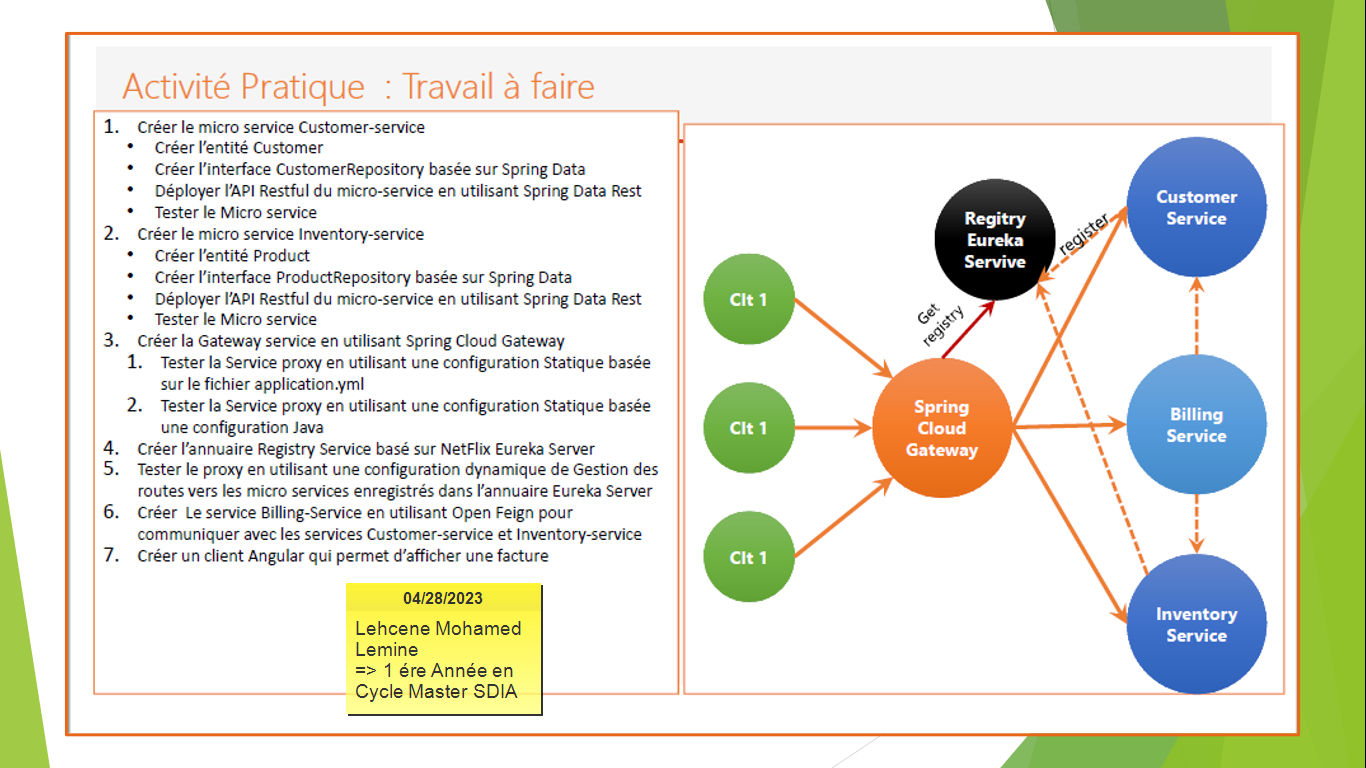 Activité Pratique : Travail à faire
1. Créer le micro service Customer-service
• Créer l’entité Customer
• Créer l’interface CustomerRepository basée sur Spring Data
• Déployer l’API Restful du micro-service en utilisant Spring Data Rest
• Tester le Micro service
2. Créer le micro service Inventory-service
• Créer l’entité Product
• Créer l’interface ProductRepository basée sur Spring Data
• Déployer l’API Restful du micro-service en utilisant Spring Data Rest
• Tester le Micro service
3. Créer la Gateway service en utilisant Spring Cloud Gateway
1. Tester la Service proxy en utilisant une configuration Statique basée
sur le fichier application.yml
2. Tester la Service proxy en utilisant une configuration Statique basée
une configuration Java
4. Créer l’annuaire Registry Service basé sur NetFlix Eureka Server
5. Tester le proxy en utilisant une configuration dynamique de Gestion des
routes vers les micro services enregistrés dans l’annuaire Eureka Server
6. Créer Le service Billing-Service en utilisant Open Feign pour
communiquer avec les services Customer-service et Inventory-service
7. Créer un client Angular qui permet d’afficher une facture
04/28/2023
Lehcene Mohamed
Lemine
=> 1 ére Année en
Cycle Master SDIA
Clt 1
Clt 1
Clt 1
Spring
Cloud
Gateway
Get
registry
Regitry
Eureka
Servive
register
Customer
Service
Billing
Service
Inventory
Service